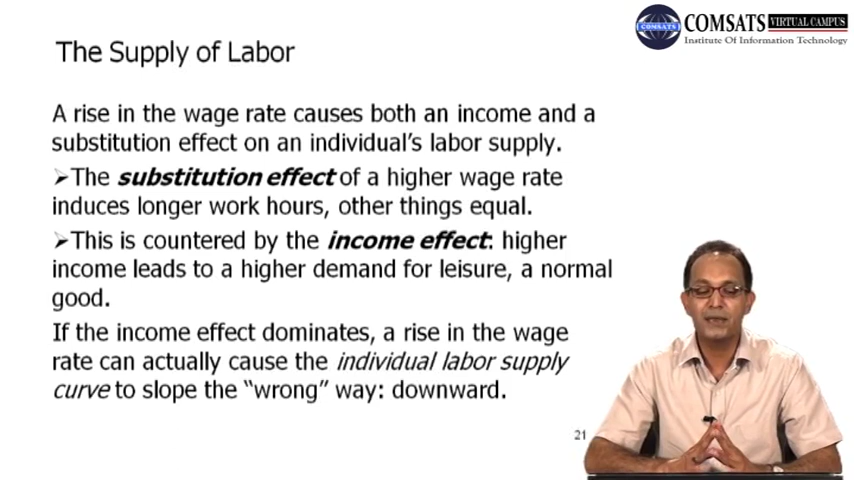 COMSATS VIRTUAL CAMPUS
COMSATS
Institute Of Information Technology
The Supply of Labor
A rise in the wage rate causes both an income and a
substitution effect on an individual's labor supply.
➢The substitution effect of a higher wage rate
induces longer work hours, other things equal.
➢This is countered by the income effect: higher
income leads to a higher demand for leisure, a normal
good.
If the income effect dominates, a rise in the wage
rate can actually cause the individual labor supply
curve to slope the “wrong” way: downward.
21